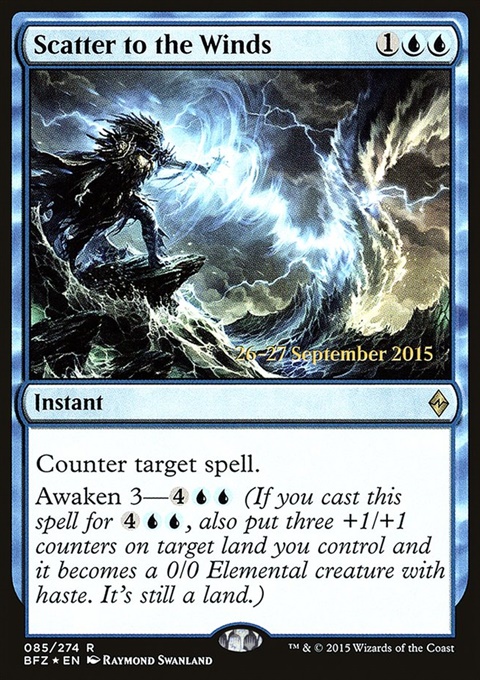 Scatter to the Winds 1
26–27 September 2015
Instant
Counter target spell.
Awaken 3—4 (If you cast this
spell for 4, also put three +1/+1
counters on target land you control and
it becomes a 0/0 Elemental creature with
haste. It's still a land.)
085/274 R
BFZ ★ EN Raymond Swanland
™ & © 2015 Wizards of the Coast